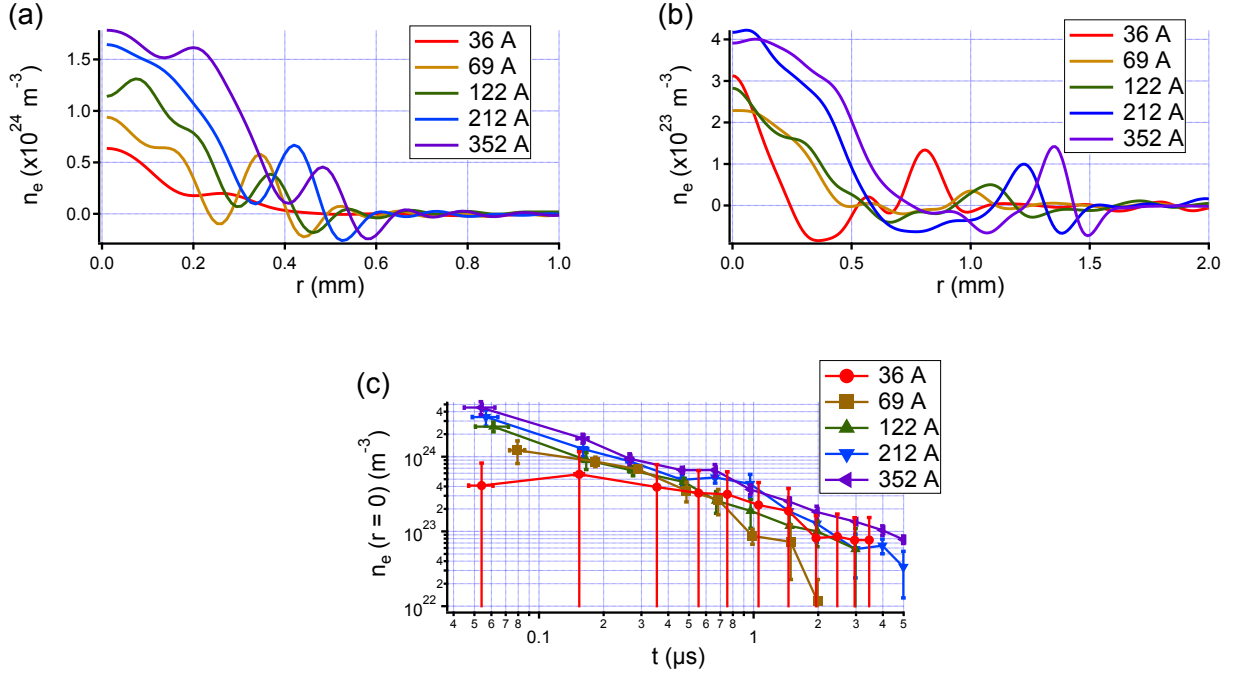 (a)
n_e (x10^24 m^-3)
1.5
1.0
0.5
0.0
0.0 0.2 0.4 0.6 0.8 1.0
r (mm)
36 A
69 A
122 A
212 A
352 A
(b)
n_e (x10^23 m^-3)
4
3
2
1
0
0.0 0.5 1.0 1.5 2.0
r (mm)
36 A
69 A
122 A
212 A
352 A
(c)
n_e (r = 0) (m^-3)
4
2
10^24
4
2
10^23
4
2
10^22
4 5 6 7 8 0.1 2 3 4 5 6 7 8 1 2 3 4 5
t (µs)
36 A
69 A
122 A
212 A
352 A